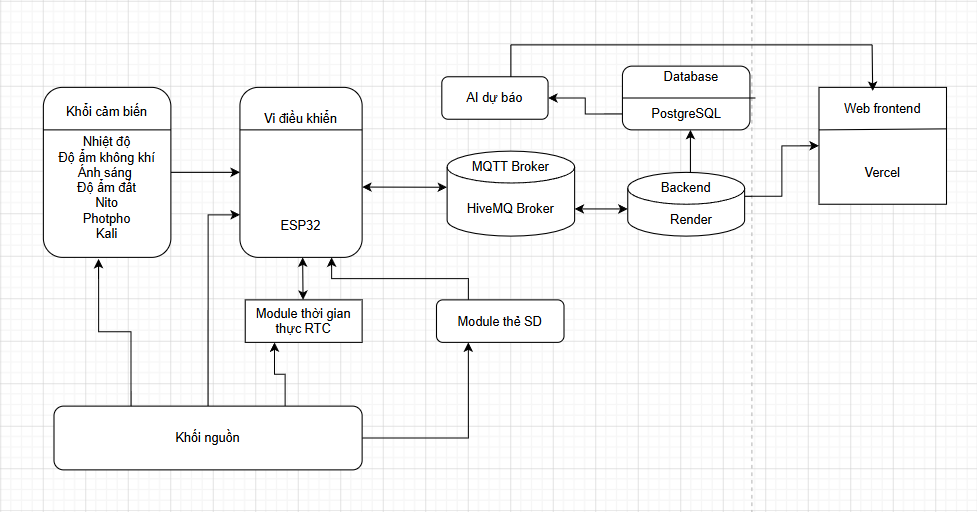 Khối cảm biến
Nhiệt độ
Độ ẩm không khí
Ánh sáng
Độ ẩm đất
Nito
Photpho
Kali
Vi điều khiển
ESP32
Module thời gian
thực RTC
Module thẻ SD
Khối nguồn
MQTT Broker
HiveMQ Broker
AI dự báo
Database
PostgreSQL
Backend
Render
Web frontend
Vercel